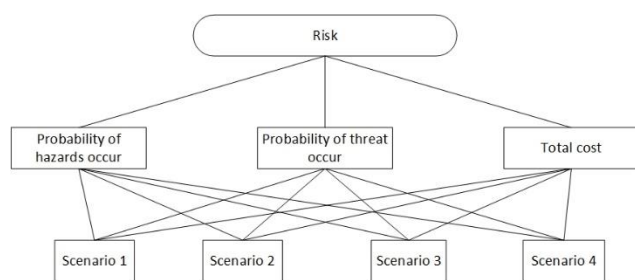 Risk
Probability of
hazards occur
Probability of threat
occur
Total cost
Scenario 1
Scenario 2
Scenario 3
Scenario 4